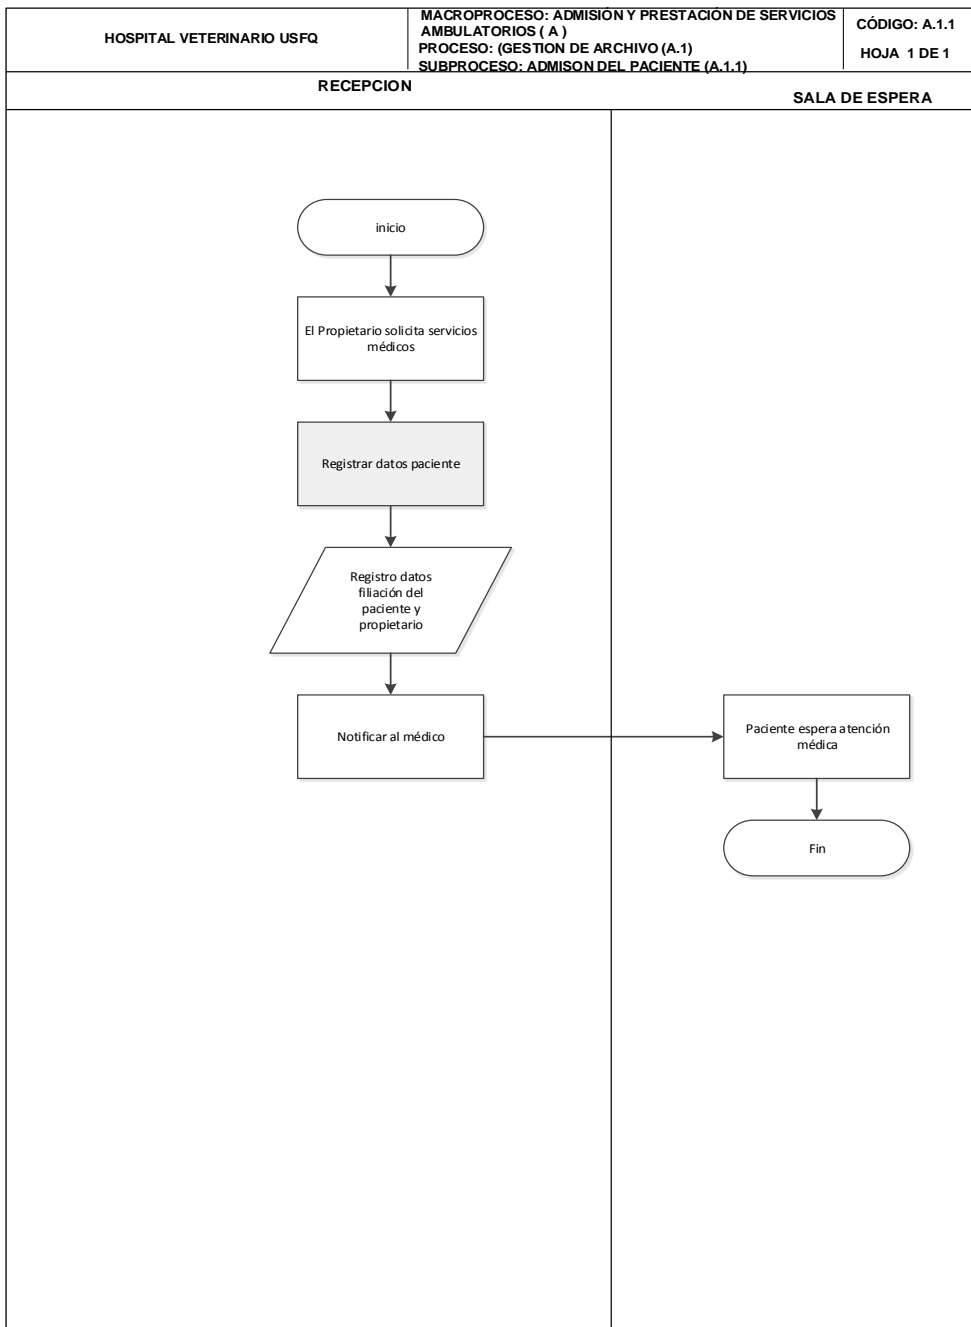 HOSPITAL VETERINARIO USFQ
MACROPROCESO: ADMISIÓN Y PRESTACIÓN DE SERVICIOS
AMBULATORIOS ( A )
PROCESO: (GESTION DE ARCHIVO (A.1)
SUBPROCESO: ADMISON DEL PACIENTE (A.1.1)
CÓDIGO: A.1.1
HOJA 1 DE 1
RECEPCION
SALA DE ESPERA
inicio
El Propietario solicita servicios
médicos
Registrar datos paciente
Registro datos
filiación del
paciente y
propietario
Notificar al médico
Paciente espera atención
médica
Fin